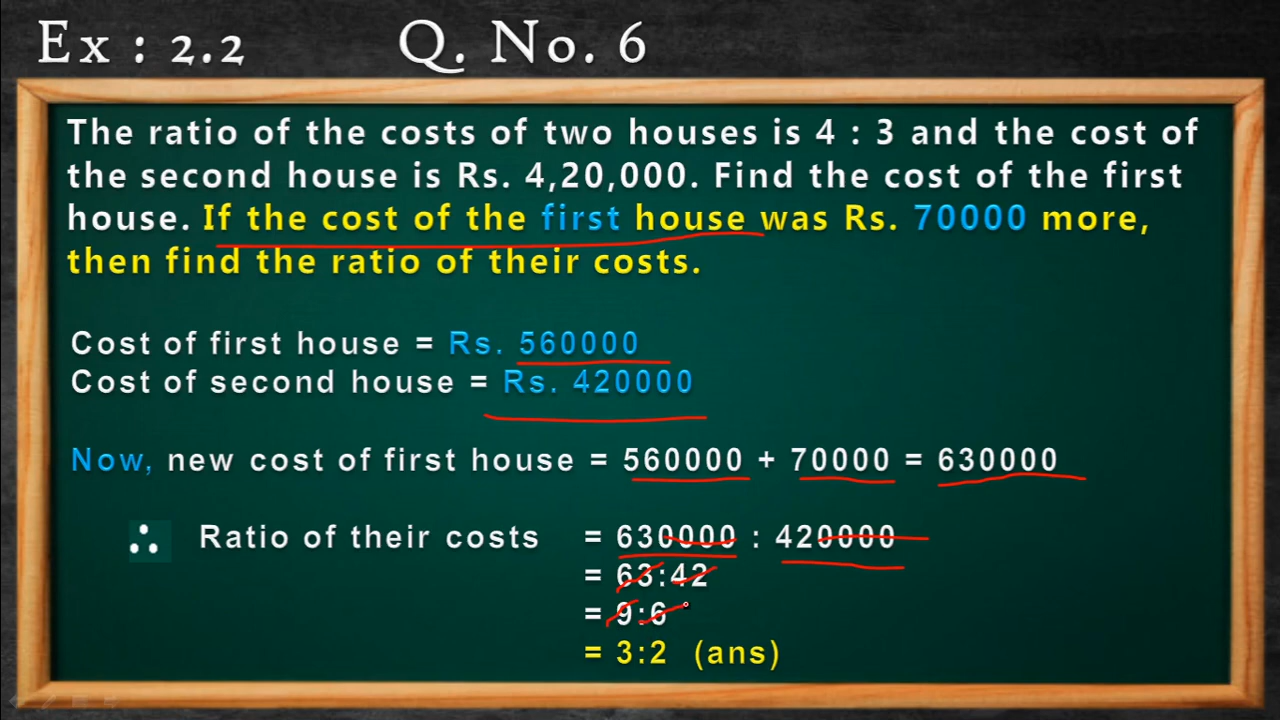 Ex : 2.2 Q. No. 6
The ratio of the costs of two houses is 4 : 3 and the cost of
the second house is Rs. 4,20,000. Find the cost of the first
house. If the cost of the first house was Rs. 70000 more,
then find the ratio of their costs.
Cost of first house = Rs. 560000
Cost of second house = Rs. 420000
Now, new cost of first house = 560000 + 70000 = 630000
∴ Ratio of their costs = 630000 : 420000
= 63:42
= 9:6
= 3:2 (ans)